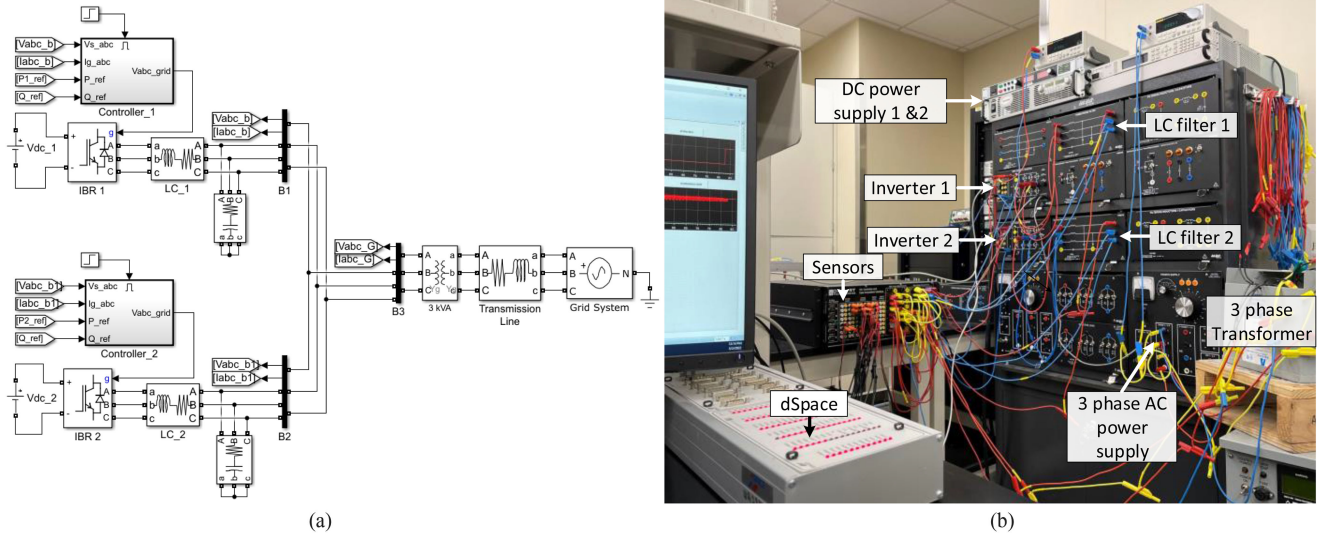 [Vabc_b]
[Iabc_b]
[P1_ref]
[Q_ref]
Vs_abc
Ig_abc
P_ref
Q_ref
Vabc_grid
Controller_1
Vdc_1
+
-
g
A
B
C
IBR 1
a
b
c
A
B
C
LC_1
[Vabc_b]
[Iabc_b]
A B C
a b c
B1
[Vabc_b1]
[Iabc_b1]
[P2_ref]
[Q_ref]
Vs_abc
Ig_abc
P_ref
Q_ref
Vabc_grid
Controller_2
Vdc_2
+
-
g
A
B
C
IBR 2
a
b
c
A
B
C
LC_2
[Vabc_b1]
[Iabc_b1]
A B C
a b c
B2
[Vabc_G]
[Iabc_G]
B3
A
B
C
a
b
c
Yg Yg
3 kVA
A
B
C
a
b
c
Transmission
Line
A
B
C
+
N
Grid System
(a)
DC power
supply 1 &2
LC filter 1
Inverter 1
Inverter 2
LC filter 2
Sensors
3 phase
Transformer
dSpace
3 phase AC
power
supply
(b)